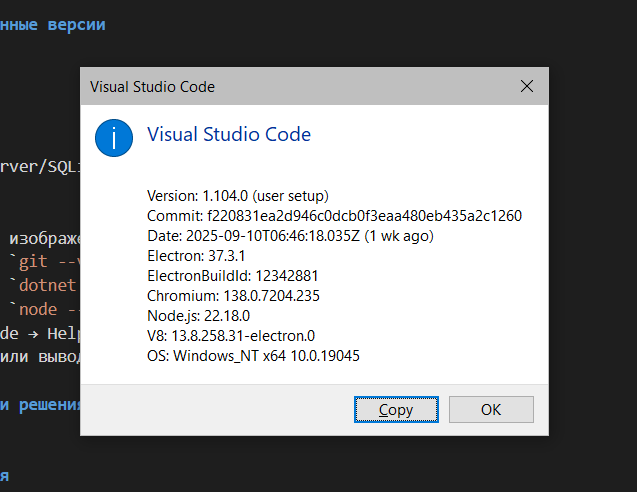 нные версии
Visual Studio Code
Visual Studio Code
rver/SQL
Version: 1.104.0 (user setup)
Commit: f220831ea2d946c0dcb0f3eaa480eb435a2c1260
Date: 2025-09-10T06:46:18.035Z (1 wk ago)
изображе
`git --v
Electron: 37.3.1
ElectronBuildId: 12342881
`dotnet
Chromium: 138.0.7204.235
`node --
Node.js: 22.18.0
de → Help
V8: 13.8.258.31-electron.0
или вывод
OS: Windows_NT x64 10.0.19045
и решения
Copy
OK
я